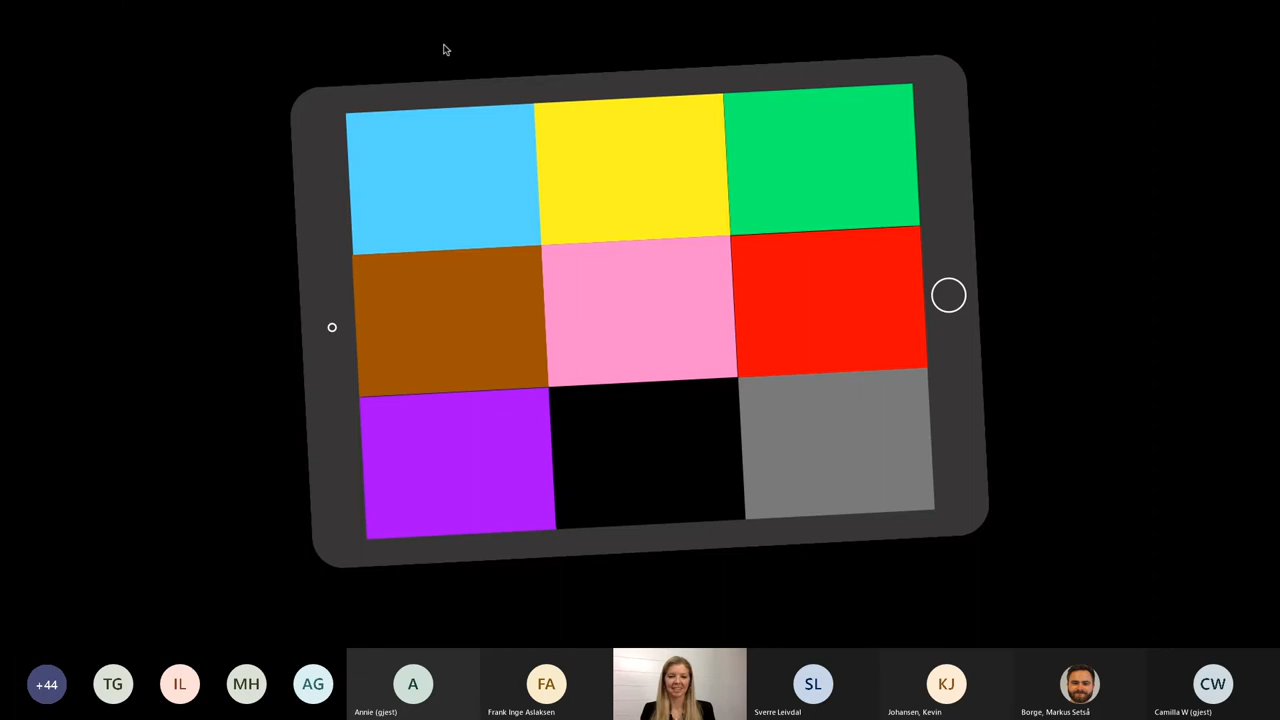 +44
TG
IL
MH
AG
A
Annie (gjest)
FA
Frank Inge Aslaksen
SL
Sverre Leivdal
KJ
Johansen, Kevin
Borge, Markus Setså
CW
Camilla W (gjest)